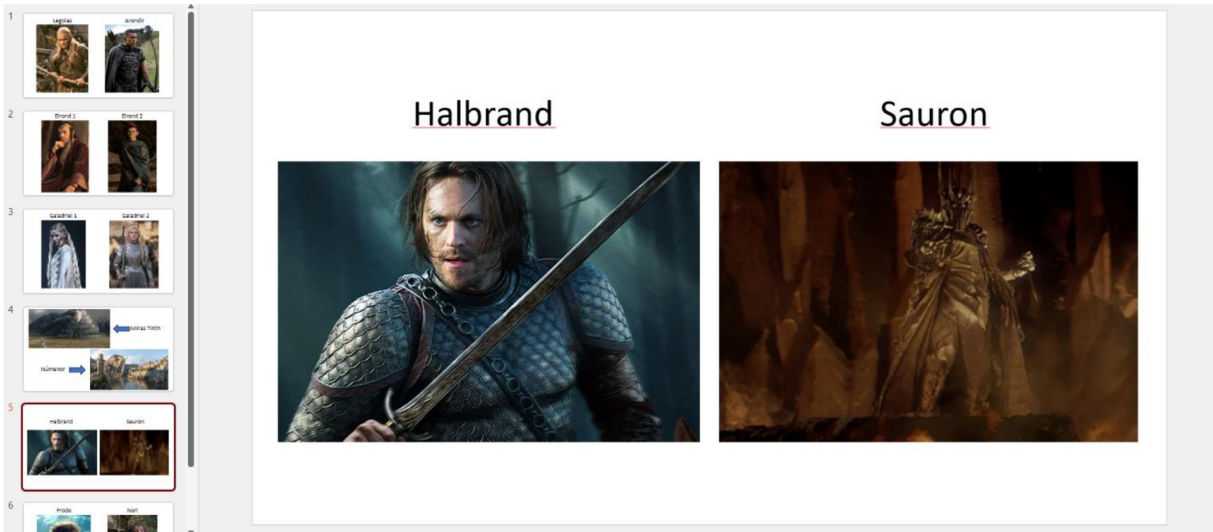 1
Legolas Arondir
2
Elrond 1 Elrond 2
3
Galadriel 1 Galadriel 2
4
Minas Tirith
Númenor
5
Halbrand Sauron
6
Frodo Nori
Halbrand Sauron